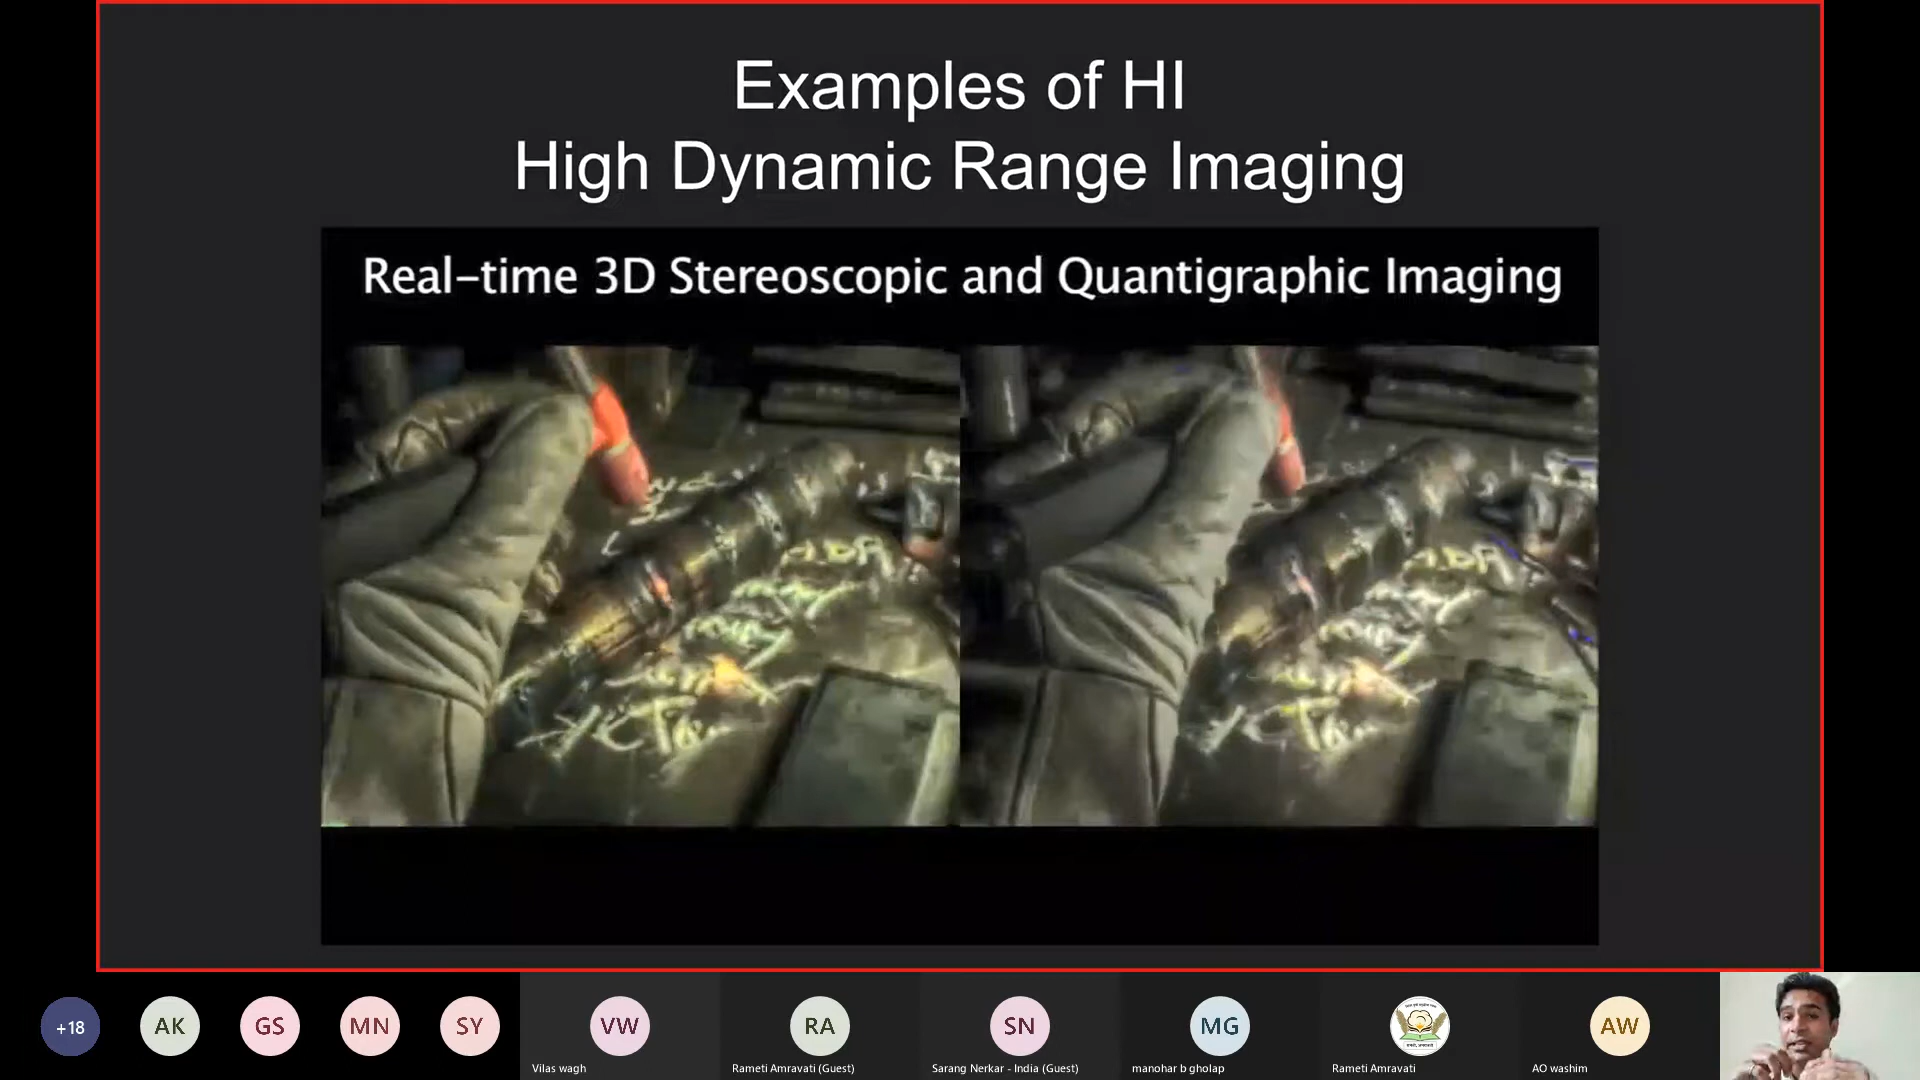 Examples of HI
High Dynamic Range Imaging
Real-time 3D Stereoscopic and Quantigraphic Imaging
+18
AK
GS
MN
SY
VW
RA
SN
MG
AW
Vilas wagh
Rameti Amravati (Guest)
Sarang Nerkar - India (Guest)
manohar b gholap
Rameti Amravati
AO washim